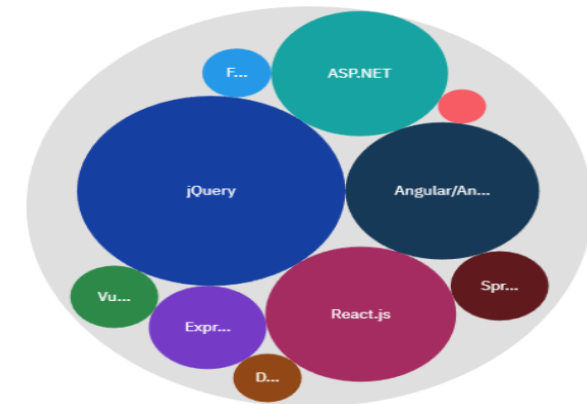 F...
ASP.NET
jQuery
Angular/An...
Vu...
Expr...
React.js
Spr...
D...